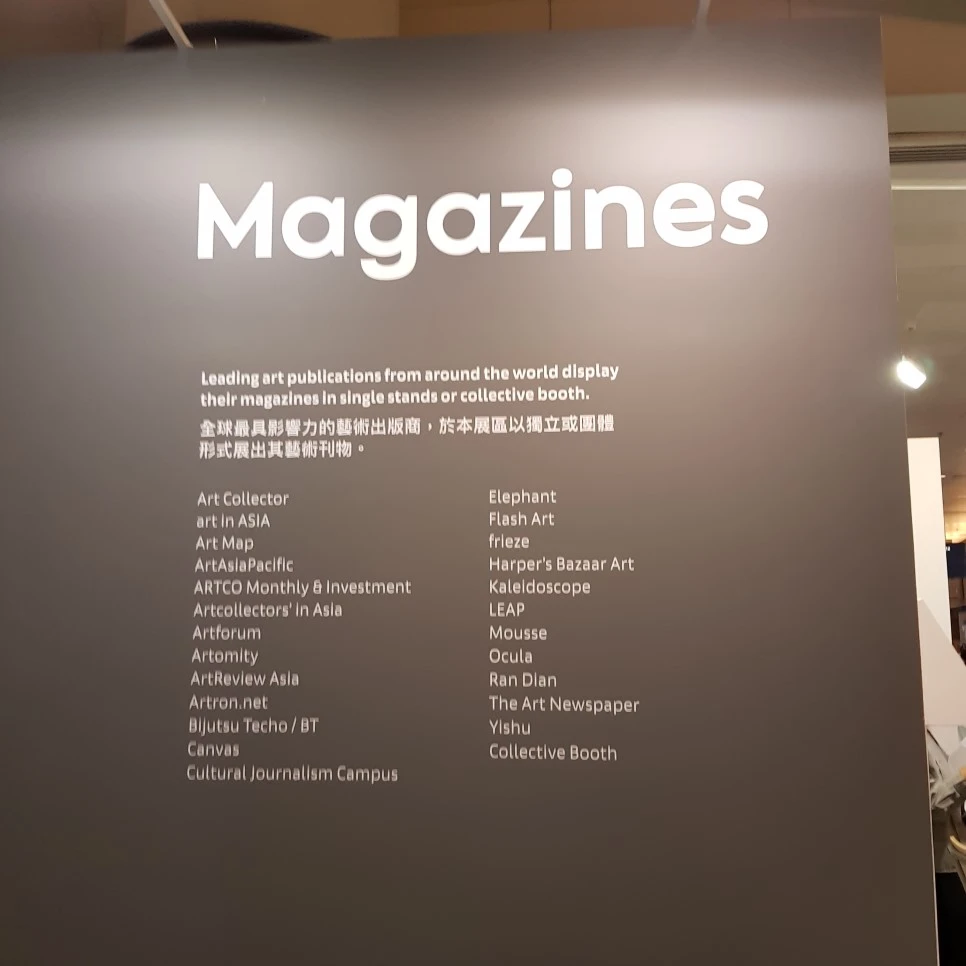 Magazines
Leading art publications from around the world display
their magazines in single stands or collective booth.
全球最具影響力的藝術出版商，於本展區以獨立或團體
形式展出其藝術刊物。
Art Collector
art in ASIA
Art Map
ArtAsiaPacific
ARTCO Monthly & Investment
Artcollectors' in Asia
Artforum
Artomity
ArtReview Asia
Artron.net
Bijutsu Techo / BT
Canvas
Cultural Journalism Campus
Elephant
Flash Art
frieze
Harper's Bazaar Art
Kaleidoscope
LEAP
Mousse
Ocula
Ran Dian
The Art Newspaper
Yishu
Collective Booth